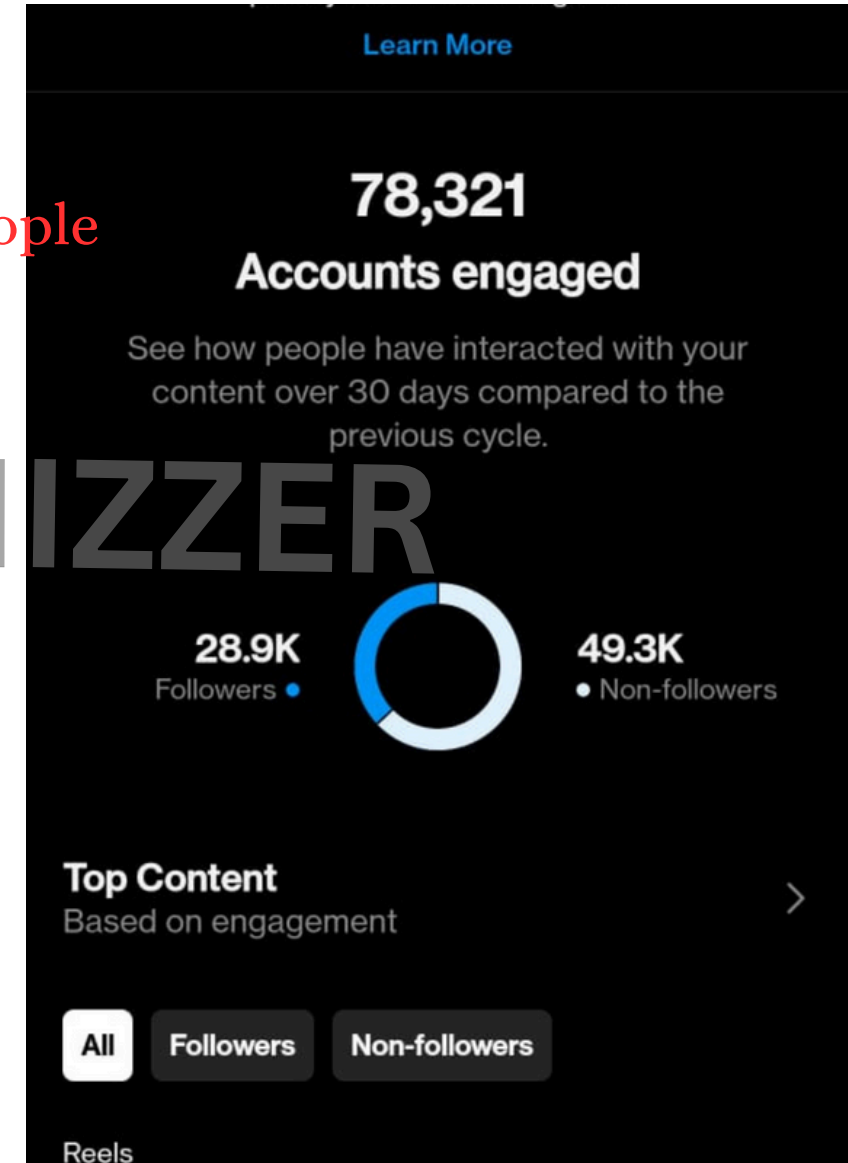 Learn More
78,321
Accounts engaged
See how people have interacted with your
content over 30 days compared to the
previous cycle.
IZZER
28.9K
Followers
49.3K
Non-followers
Top Content
Based on engagement
All
Followers
Non-followers
Reels